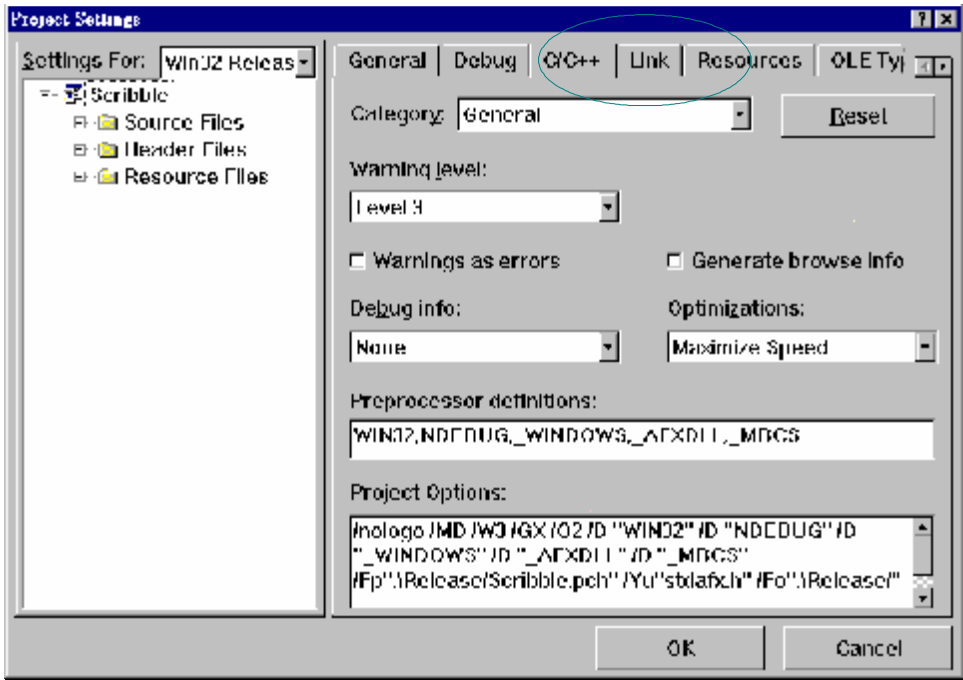 Project Settings
Settings For: Win32 Releas
General Debug C/C++ Link Resources OLE Ty
Scribble
Source Files
Header Files
Resource Files
Category: General Reset
Warning level:
Level 3
Warnings as errors Generate browse info
Debug info: Optimizations:
None Maximize Speed
Preprocessor definitions:
WIN32,NDEBUG,_WINDOWS,_AFXDLL,_MBCS
Project Options:
/nologo /MD /W3 /GX /O2 /D "WIN32" /D "NDEBUG" /D
"_WINDOWS" /D "_AFXDLL" /D "_MBCS"
/Fp".\Release/Scribble.pch" /Yu"stdafx.h" /Fo".\Release/"
OK Cancel